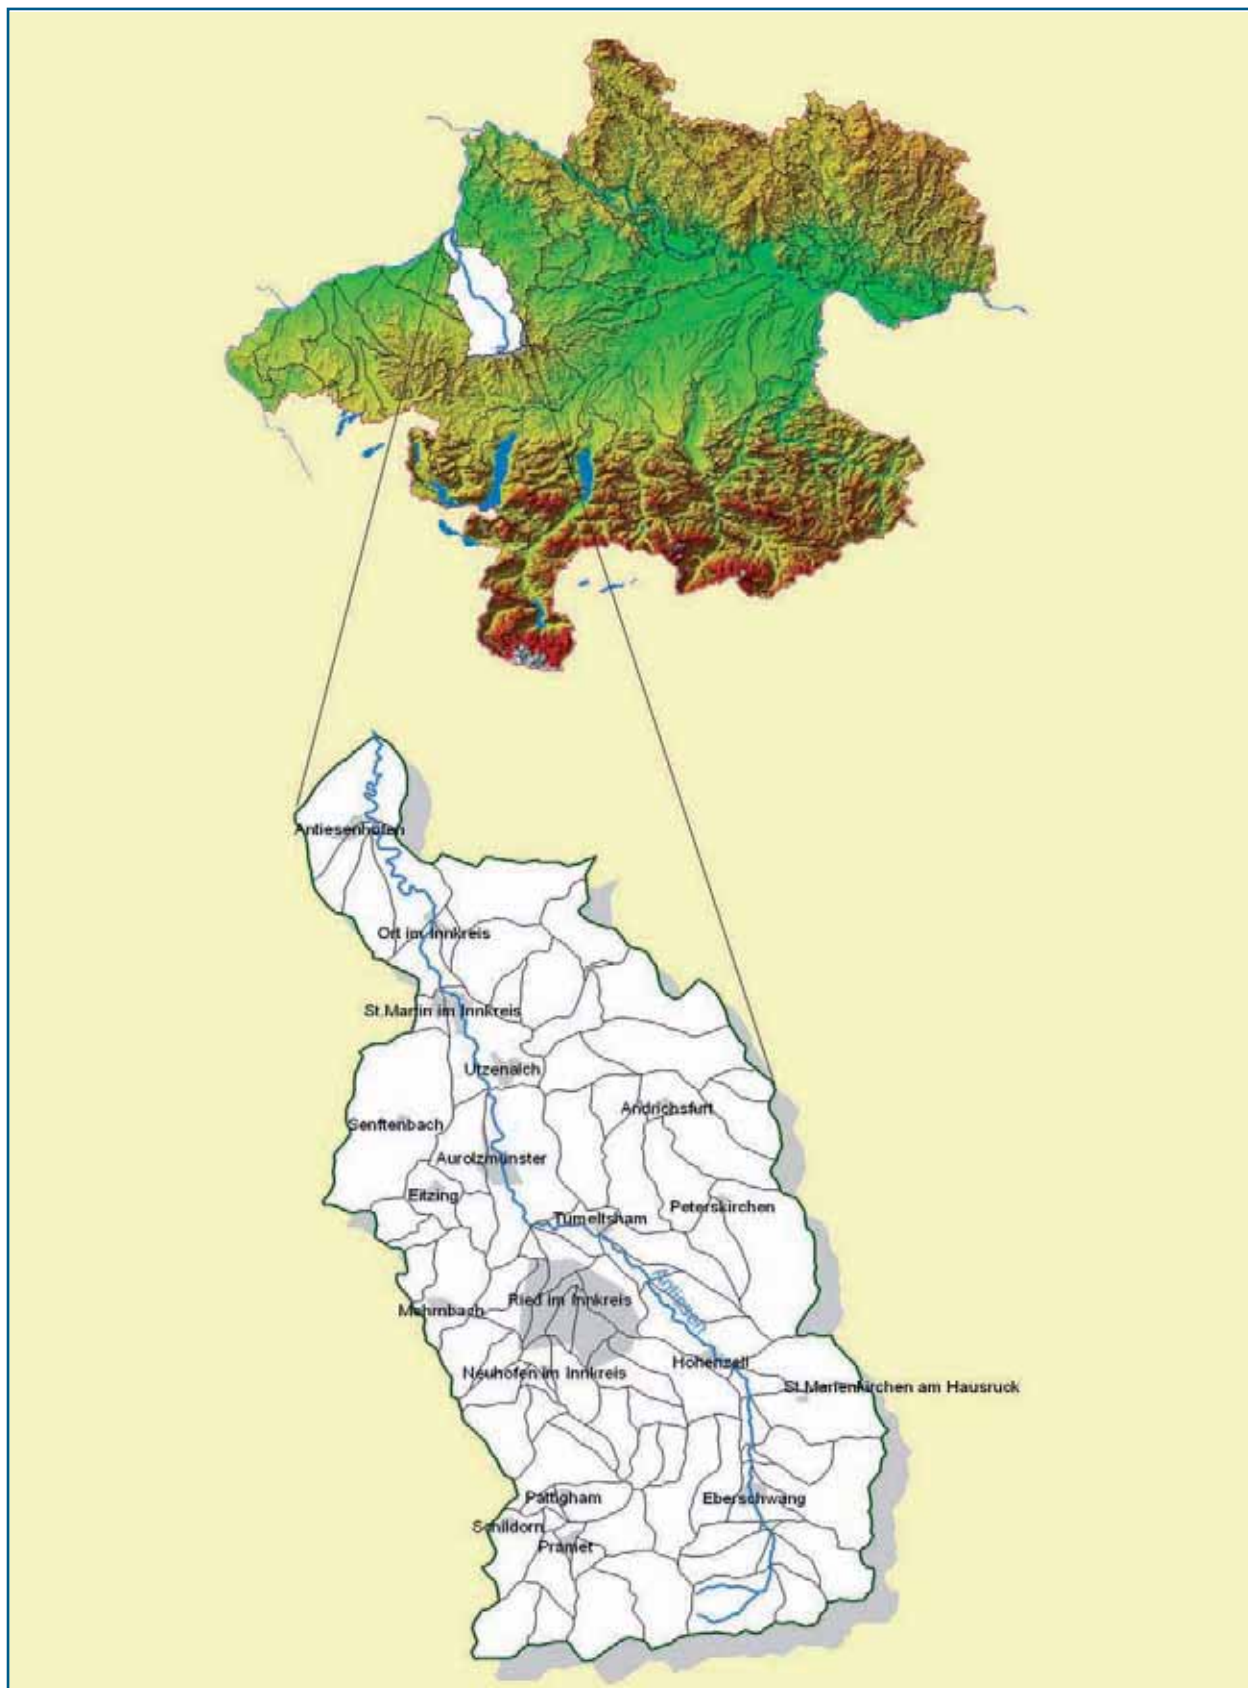 Antiesenhofen
Ort im Innkreis
St.Martin im Innkreis
Utzenaich
Andrichsfurt
Senftenbach
Aurolzmünster
Eitzing
Peterskirchen
Tumeltsham
Antiesen
Ried im Innkreis
Mehrnbach
Hohenzell
Neuhofen im Innkreis
St.Marienkirchen am Hausruck
Pattigham
Eberschwang
Schildorn
Pramet